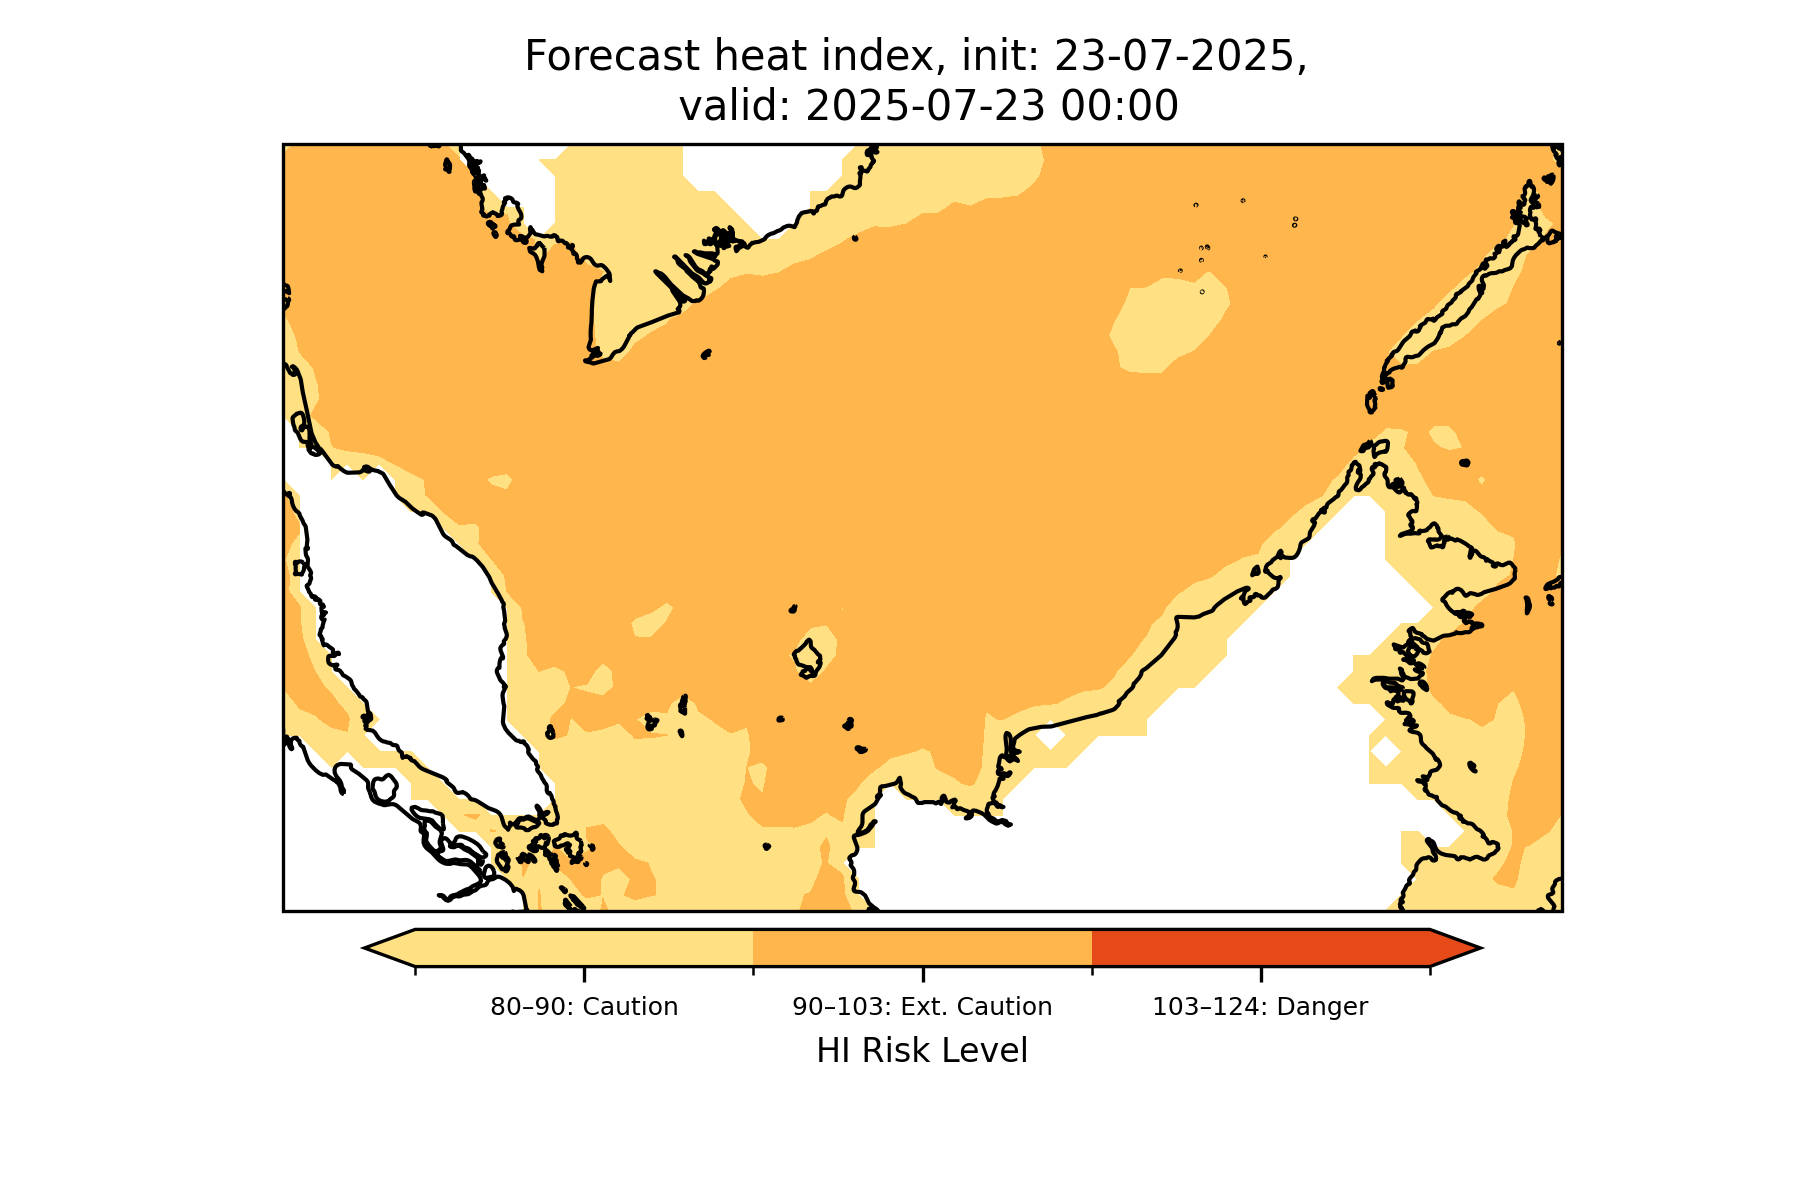 Forecast heat index, init: 23-07-2025,
valid: 2025-07-23 00:00
80–90: Caution
90–103: Ext. Caution
103–124: Danger
HI Risk Level